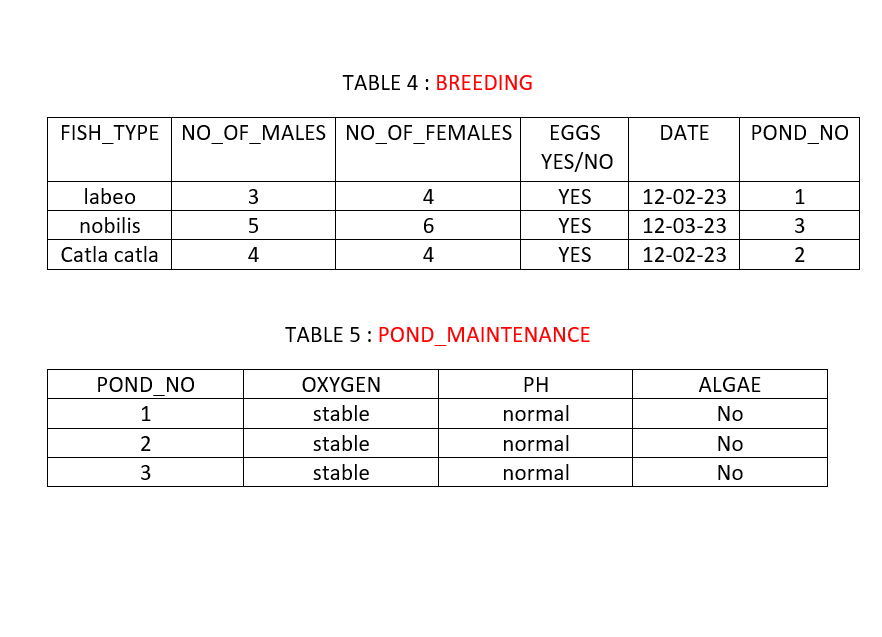 TABLE 4 : BREEDING
FISH_TYPE NO_OF_MALES NO_OF_FEMALES EGGS YES/NO DATE POND_NO
labeo 3 4 YES 12-02-23 1
nobilis 5 6 YES 12-03-23 3
Catla catla 4 4 YES 12-02-23 2
TABLE 5 : POND_MAINTENANCE
POND_NO OXYGEN PH ALGAE
1 stable normal No
2 stable normal No
3 stable normal No